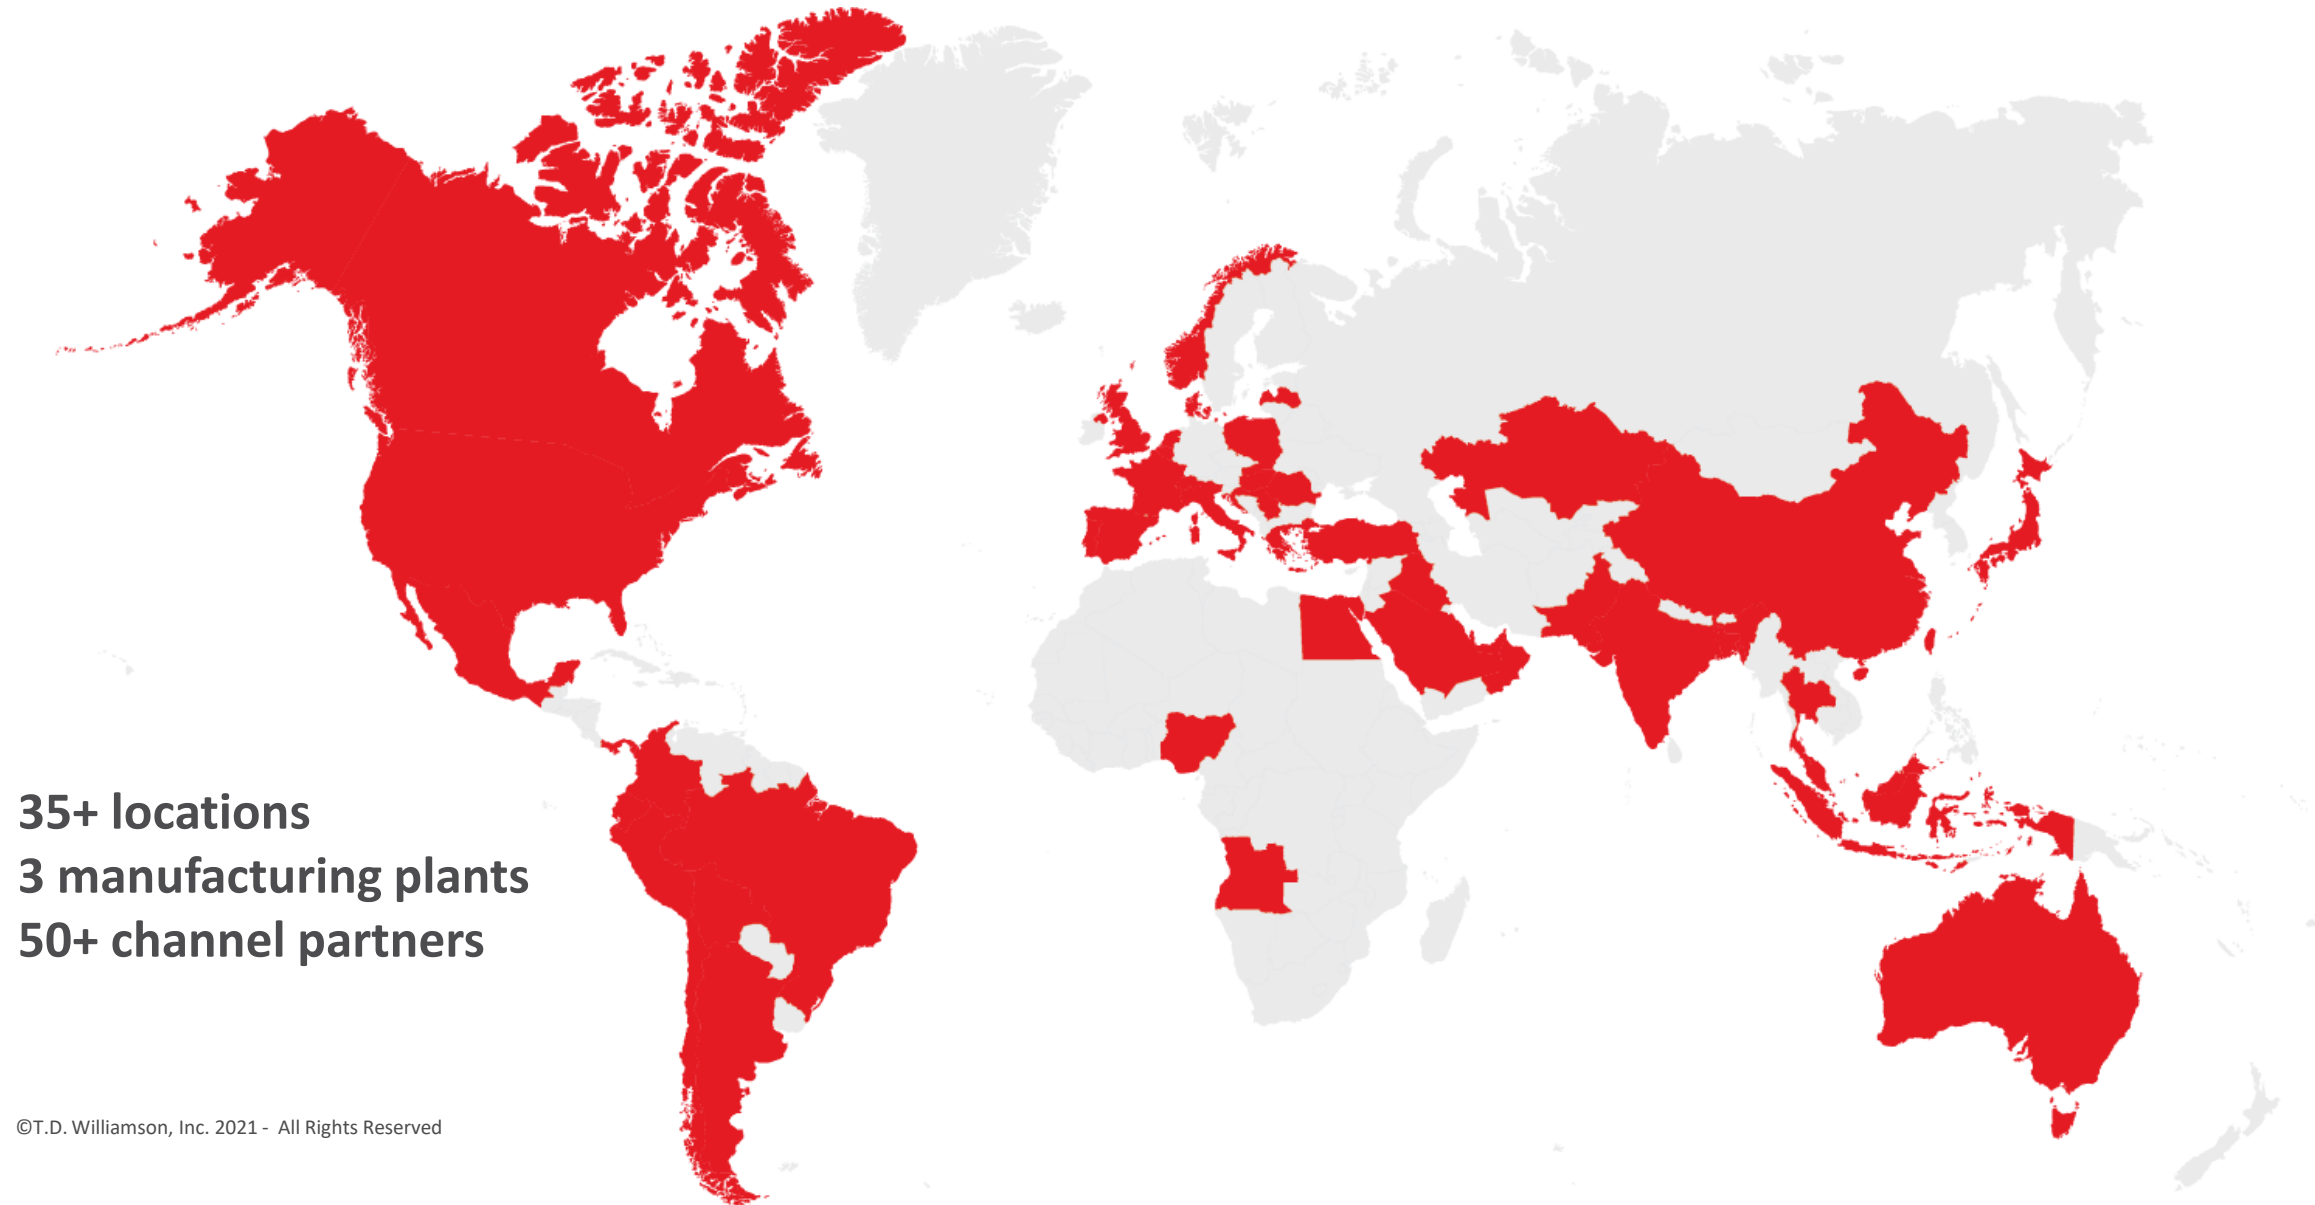 35+ locations
3 manufacturing plants
50+ channel partners
©T.D. Williamson, Inc. 2021 - All Rights Reserved